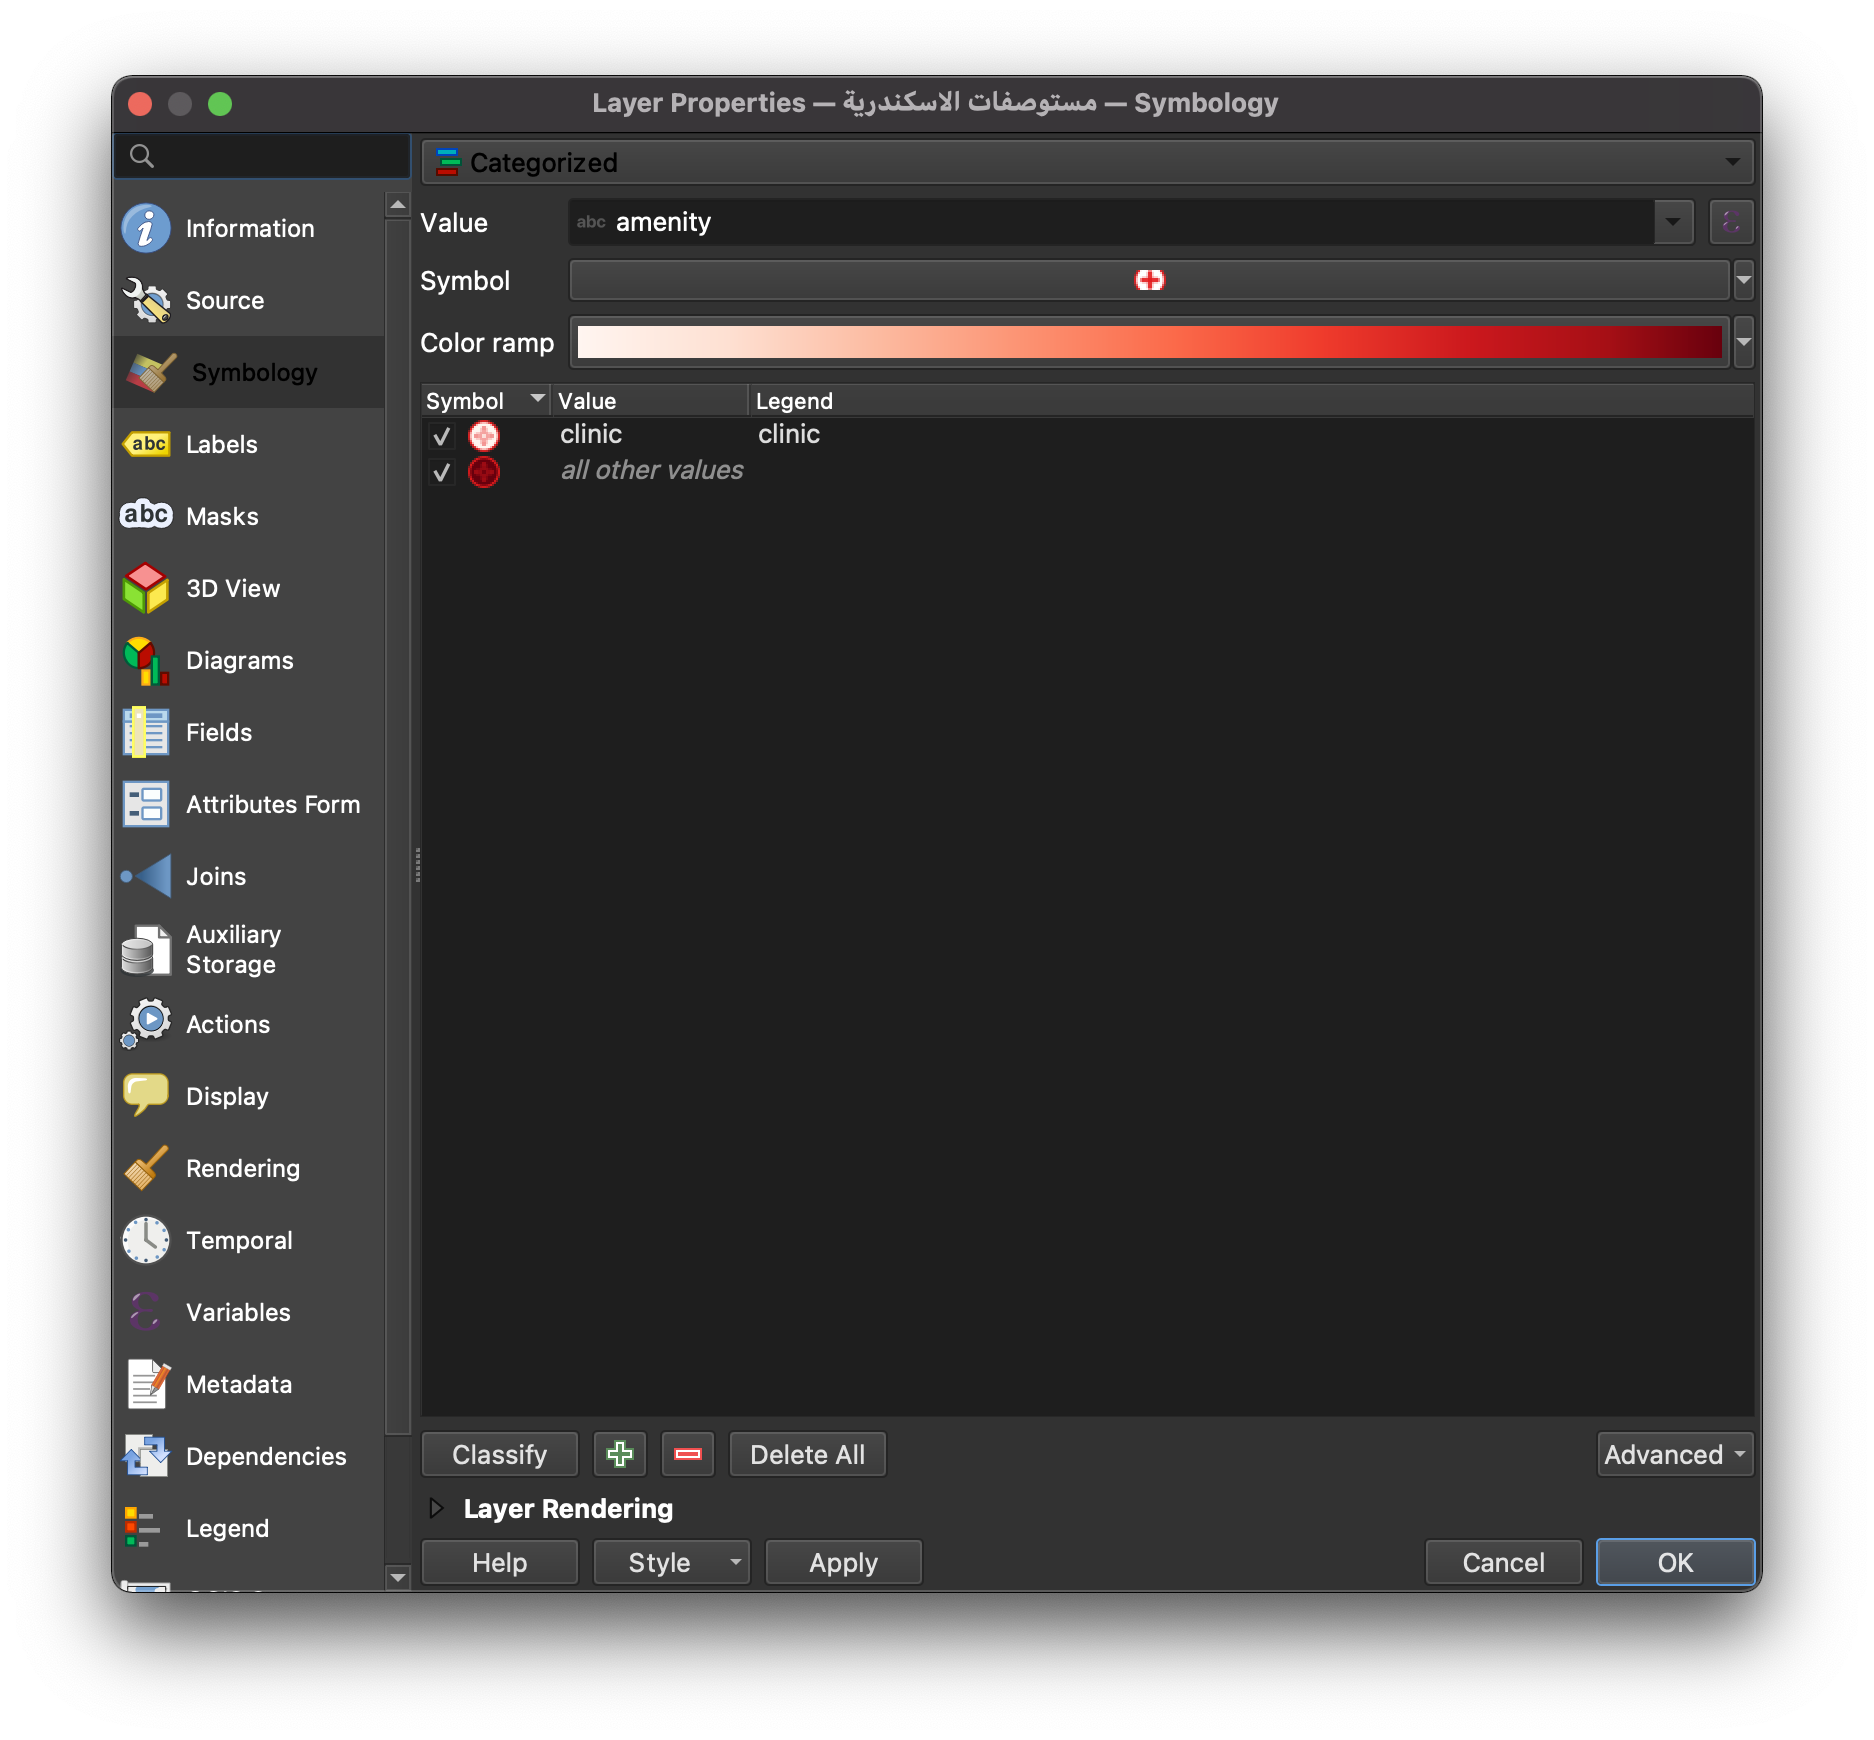 Layer Properties — مستوصفات الاسكندرية — Symbology
Information
Source
Symbology
abc Labels
abc Masks
3D View
Diagrams
Fields
Attributes Form
Joins
Auxiliary
Storage
Actions
Display
Rendering
Temporal
Variables
Metadata
Dependencies
Legend
Categorized
Value abc amenity
Symbol
Color ramp
Symbol Value Legend
clinic clinic
all other values
Classify Delete All Advanced
Layer Rendering
Help Style Apply Cancel OK